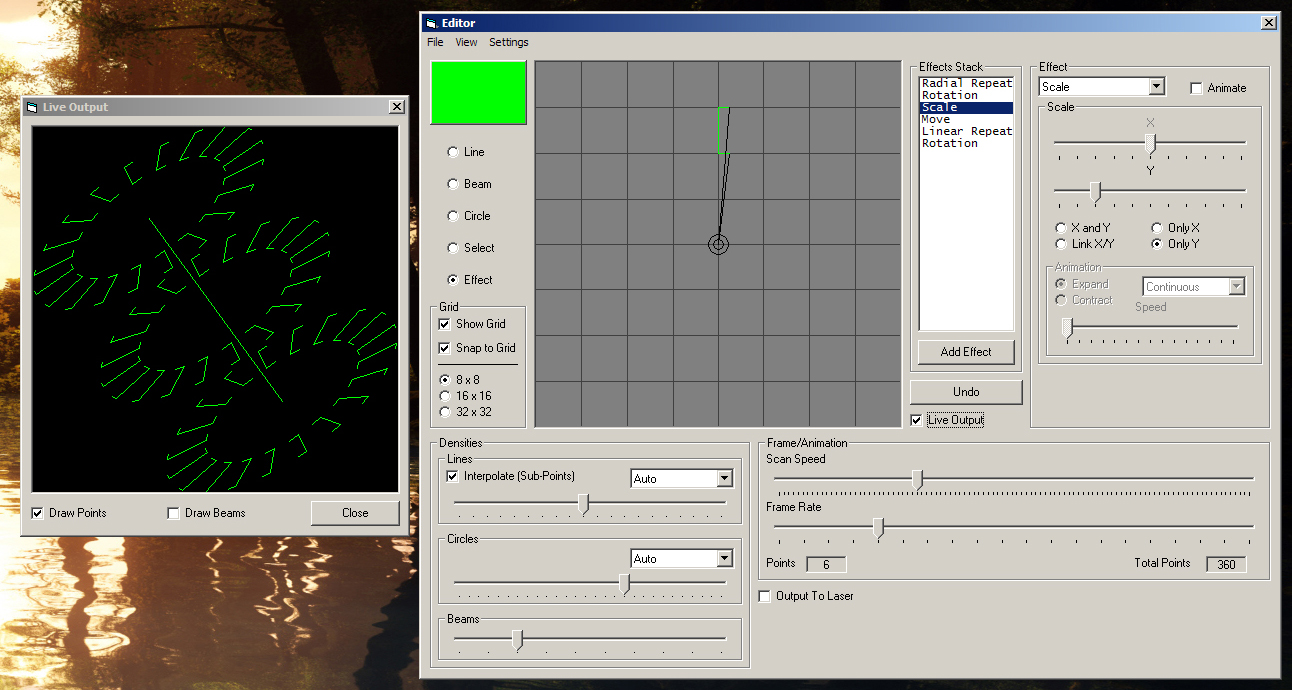 Live Output
Draw Points
Draw Beams
Close
Editor
File View Settings
Line
Beam
Circle
Select
Effect
Grid
Show Grid
Snap to Grid
8 x 8
16 x 16
32 x 32
Effects Stack
Radial Repeat
Rotation
Scale
Move
Linear Repeat
Rotation
Add Effect
Undo
Live Output
Effect
Scale
Animate
Scale
X
Y
X and Y
Only X
Link X/Y
Only Y
Animation
Expand
Continuous
Contract
Speed
Densities
Lines
Interpolate (Sub-Points)
Auto
Circles
Auto
Beams
Frame/Animation
Scan Speed
Frame Rate
Points 6
Total Points 360
Output To Laser